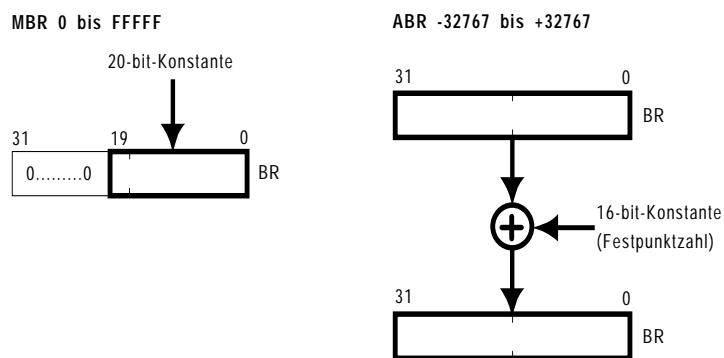 MBR 0 bis FFFFF
20-bit-Konstante
31 19 0
0.........0
BR
ABR -32767 bis +32767
31 0
BR
16-bit-Konstante
(Festpunktzahl)
31 0
BR